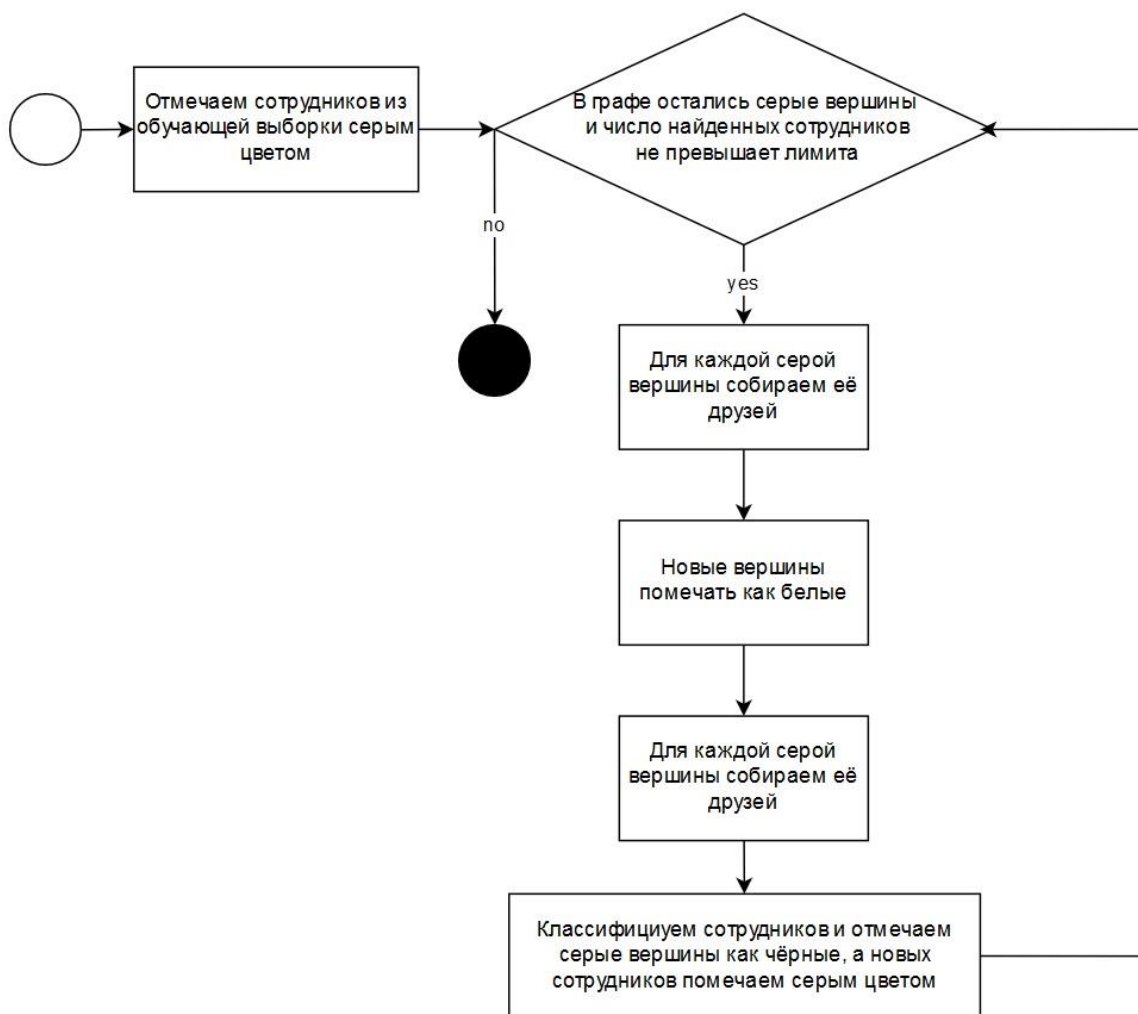 Отмечаем сотрудников из
обучающей выборки серым
цветом
В графе остались серые вершины
и число найденных сотрудников
не превышает лимита
no
yes
Для каждой серой
вершины собираем её
друзей
Новые вершины
помечать как белые
Для каждой серой
вершины собираем её
друзей
Классифициуем сотрудников и отмечаем
серые вершины как чёрные, а новых
сотрудников помечаем серым цветом